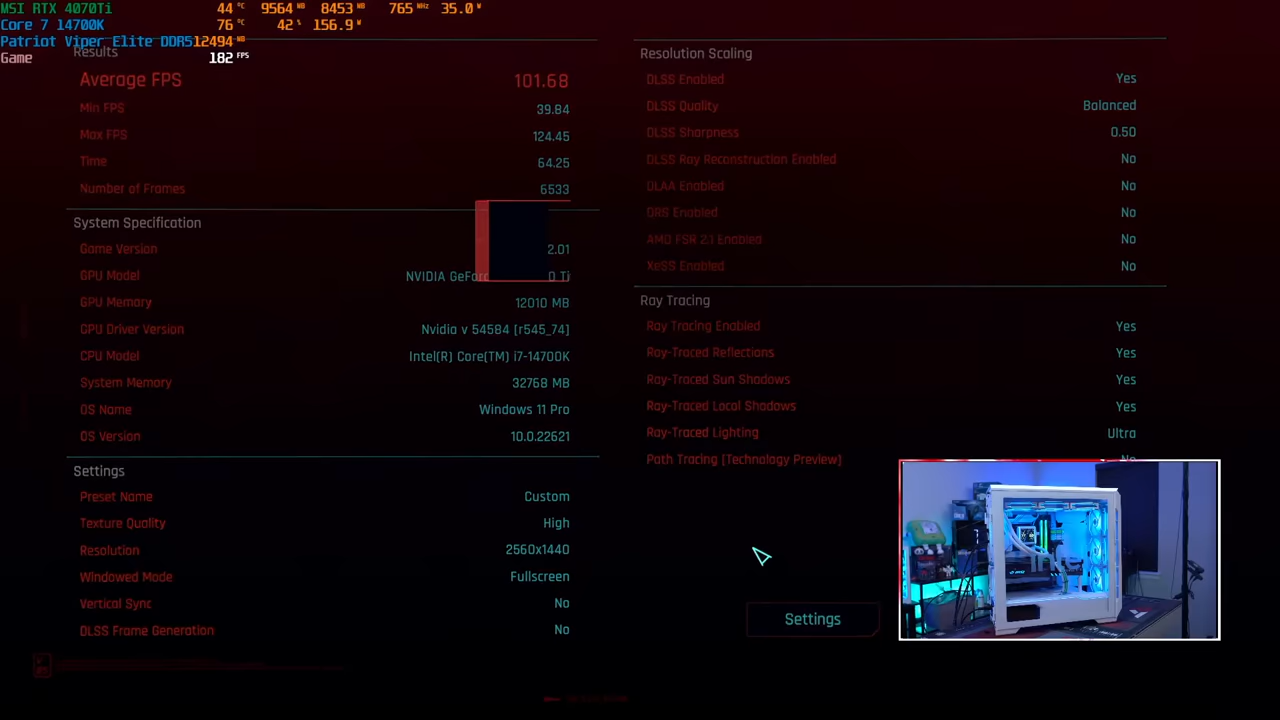 MSI RTX 4070Ti 44 °C 9564 MB 8453 MB 765 MHz 35.0 W
Core 7 14700K 76 °C 42 % 156.9 W
Patriot Viper Elite DDR5 12494 MB
Game 182 FPS
Results
Average FPS 101.68
Min FPS 39.84
Max FPS 124.45
Time 64.25
Number of Frames 6533
System Specification
Game Version 2.01
GPU Model NVIDIA GeFor 0 Ti
GPU Memory 12010 MB
GPU Driver Version Nvidia v 54584 [r545_74]
CPU Model Intel(R) Core(TM) i7-14700K
System Memory 32768 MB
OS Name Windows 11 Pro
OS Version 10.0.22621
Settings
Preset Name Custom
Texture Quality High
Resolution 2560x1440
Windowed Mode Fullscreen
Vertical Sync No
DLSS Frame Generation No
Resolution Scaling
DLSS Enabled Yes
DLSS Quality Balanced
DLSS Sharpness 0.50
DLSS Ray Reconstruction Enabled No
DLAA Enabled No
DRS Enabled No
AMD FSR 2.1 Enabled No
XeSS Enabled No
Ray Tracing
Ray Tracing Enabled Yes
Ray-Traced Reflections Yes
Ray-Traced Sun Shadows Yes
Ray-Traced Local Shadows Yes
Ray-Traced Lighting Ultra
Path Tracing [Technology Preview] No
Settings